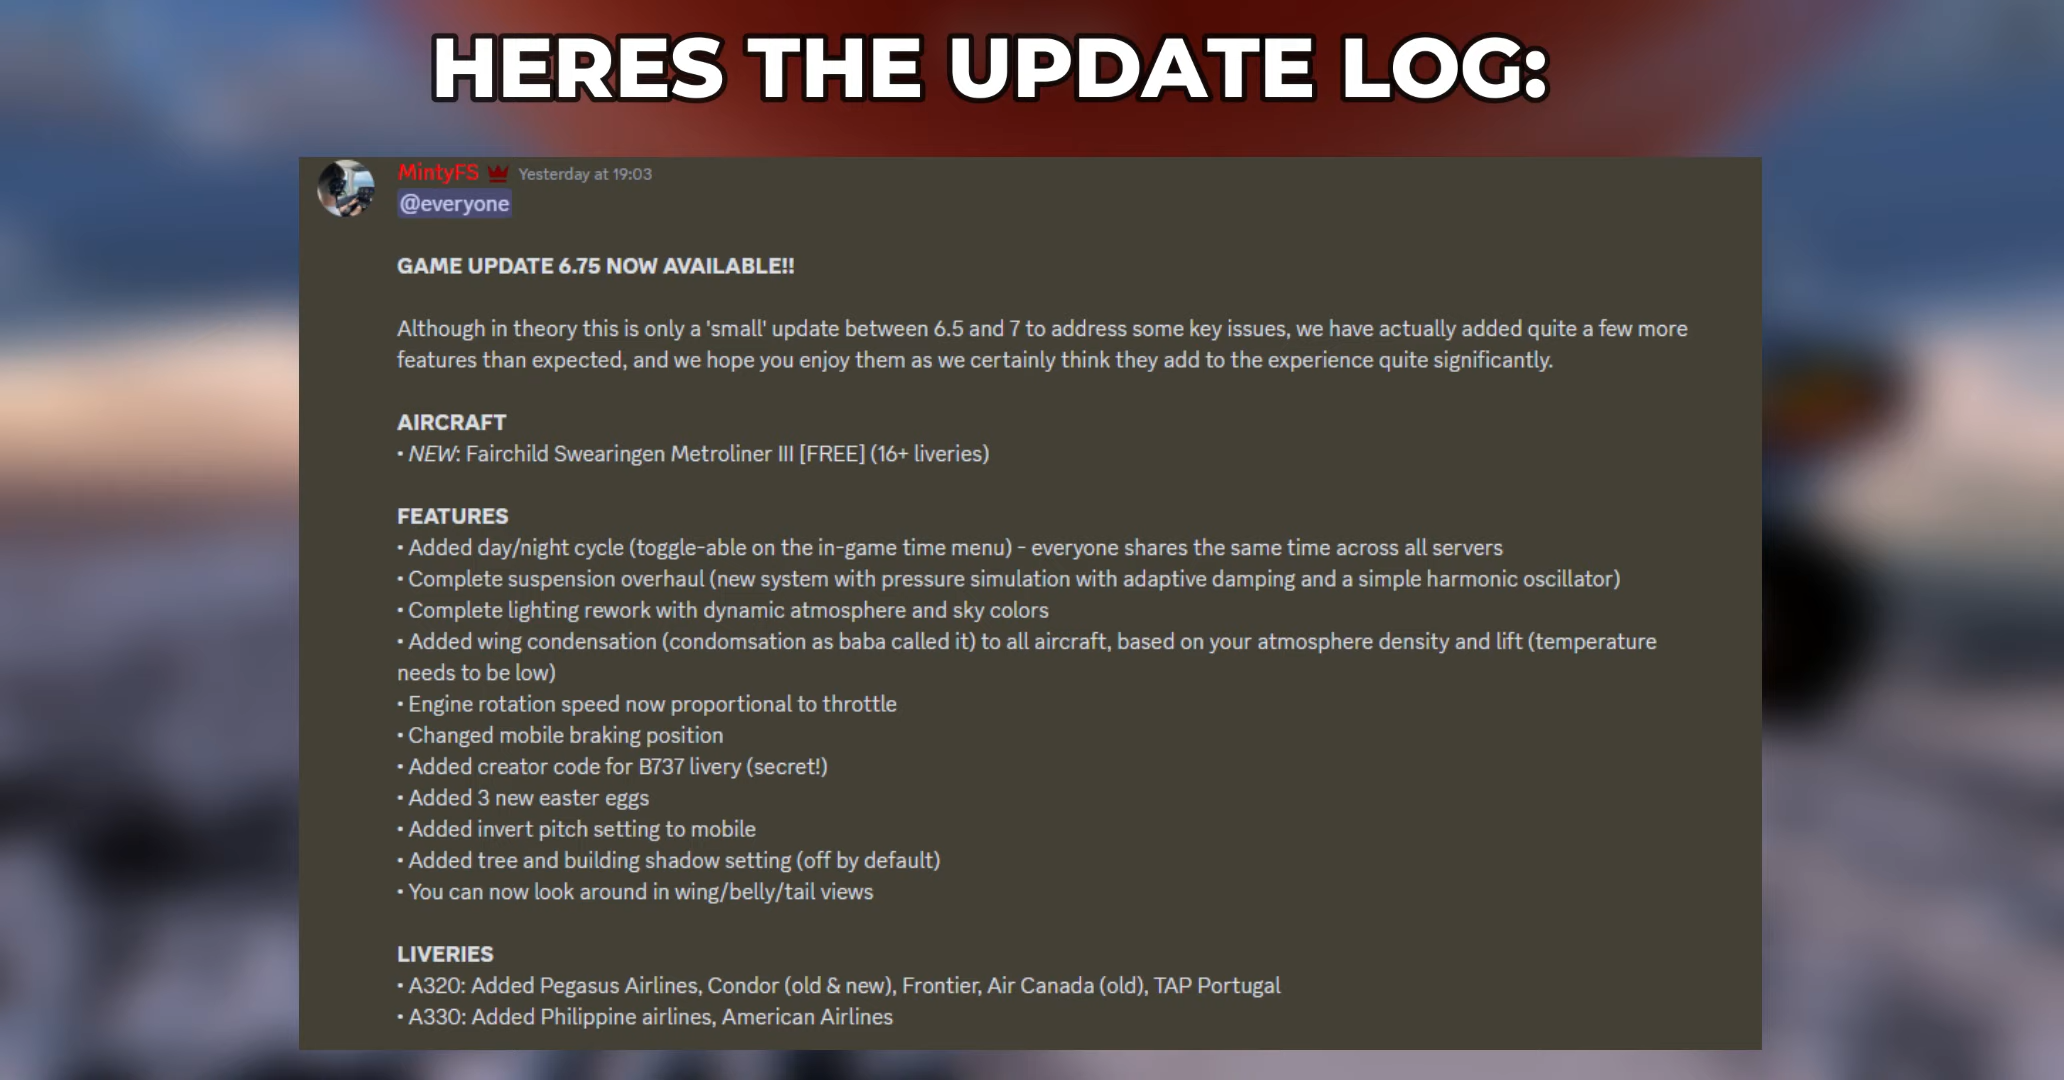 HERES THE UPDATE LOG:
MintyFS Yesterday at 19:03
@everyone
GAME UPDATE 6.75 NOW AVAILABLE!!
Although in theory this is only a 'small' update between 6.5 and 7 to address some key issues, we have actually added quite a few more
features than expected, and we hope you enjoy them as we certainly think they add to the experience quite significantly.
AIRCRAFT
• NEW: Fairchild Swearingen Metroliner III [FREE] (16+ liveries)
FEATURES
• Added day/night cycle (toggle-able on the in-game time menu) - everyone shares the same time across all servers
• Complete suspension overhaul (new system with pressure simulation with adaptive damping and a simple harmonic oscillator)
• Complete lighting rework with dynamic atmosphere and sky colors
• Added wing condensation (condomsation as baba called it) to all aircraft, based on your atmosphere density and lift (temperature
needs to be low)
• Engine rotation speed now proportional to throttle
• Changed mobile braking position
• Added creator code for B737 livery (secret!)
• Added 3 new easter eggs
• Added invert pitch setting to mobile
• Added tree and building shadow setting (off by default)
• You can now look around in wing/belly/tail views
LIVERIES
• A320: Added Pegasus Airlines, Condor (old & new), Frontier, Air Canada (old), TAP Portugal
• A330: Added Philippine airlines, American Airlines